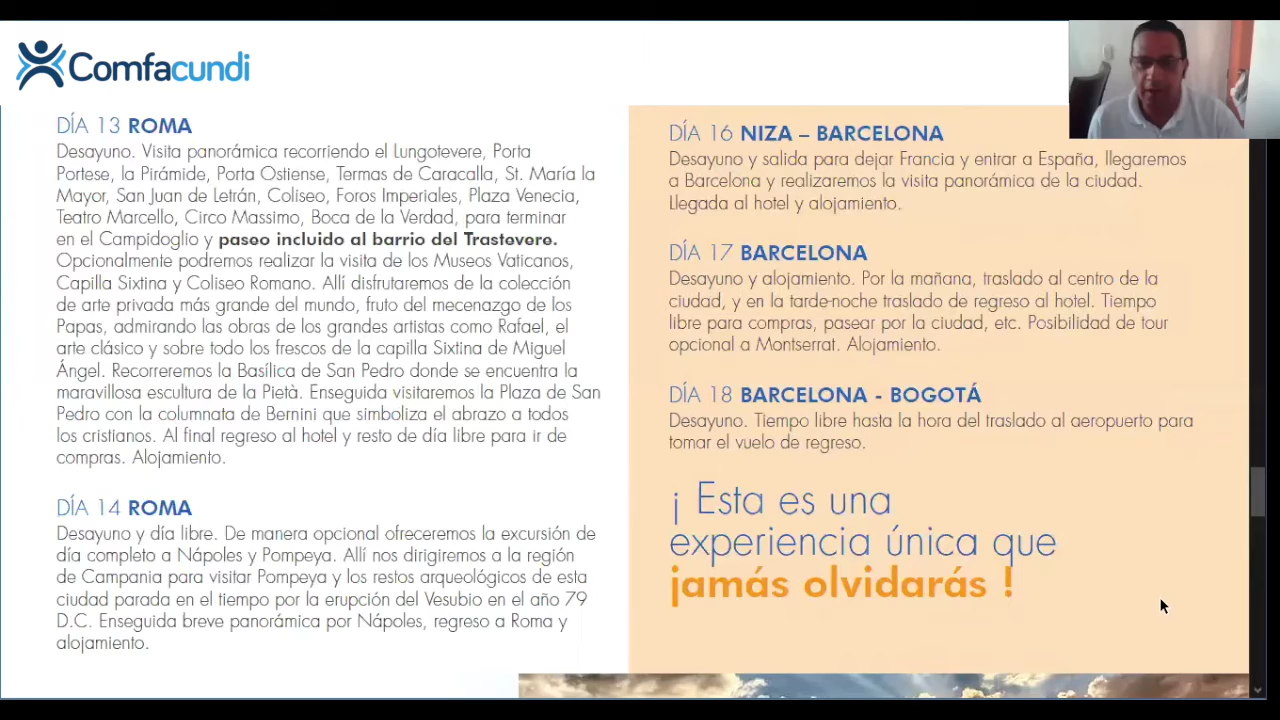 Comfacundi
DÍA 13 ROMA
Desayuno. Visita panorámica recorriendo el Lungotevere, Porta
Portese, la Pirámide, Porta Ostiense, Termas de Caracalla, St. María la
Mayor, San Juan de Letrán, Coliseo, Foros Imperiales, Plaza Venecia,
Teatro Marcello, Circo Massimo, Boca de la Verdad, para terminar
en el Campidoglio y paseo incluido al barrio del Trastevere.
Opcionalmente podremos realizar la visita de los Museos Vaticanos,
Capilla Sixtina y Coliseo Romano. Allí disfrutaremos de la colección
de arte privada más grande del mundo, fruto del mecenazgo de los
Papas, admirando las obras de los grandes artistas como Rafael, el
arte clásico y sobre todo los frescos de la capilla Sixtina de Miguel
Ángel. Recorreremos la Basílica de San Pedro donde se encuentra la
maravillosa escultura de la Pietà. Enseguida visitaremos la Plaza de San
Pedro con la columnata de Bernini que simboliza el abrazo a todos
los cristianos. Al final regreso al hotel y resto de día libre para ir de
compras. Alojamiento.
DÍA 14 ROMA
Desayuno y día libre. De manera opcional ofreceremos la excursión de
día completo a Nápoles y Pompeya. Allí nos dirigiremos a la región
de Campania para visitar Pompeya y los restos arqueológicos de esta
ciudad parada en el tiempo por la erupción del Vesubio en el año 79
D.C. Enseguida breve panorámica por Nápoles, regreso a Roma y
alojamiento.
DÍA 16 NIZA – BARCELONA
Desayuno y salida para dejar Francia y entrar a España, llegaremos
a Barcelona y realizaremos la visita panorámica de la ciudad.
Llegada al hotel y alojamiento.
DÍA 17 BARCELONA
Desayuno y alojamiento. Por la mañana, traslado al centro de la
ciudad, y en la tarde-noche traslado de regreso al hotel. Tiempo
libre para compras, pasear por la ciudad, etc. Posibilidad de tour
opcional a Montserrat. Alojamiento.
DÍA 18 BARCELONA - BOGOTÁ
Desayuno. Tiempo libre hasta la hora del traslado al aeropuerto para
tomar el vuelo de regreso.
¡ Esta es una
experiencia única que
jamás olvidarás !